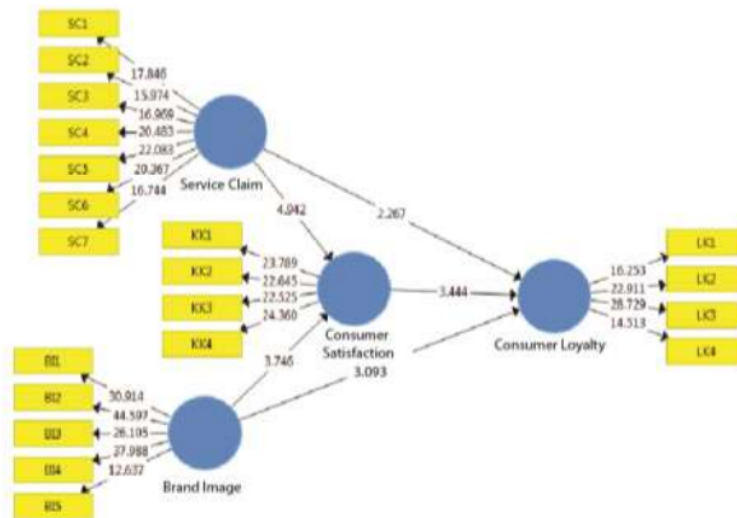 SC1
SC2
SC3
SC4
SC5
SC6
SC7
17.846
15.974
16.969
26.483
22.083
20.367
16.744
Service Claim
4.942
2.267
KK1
KK2
KK3
KK4
23.789
22.645
22.525
24.360
Consumer
Satisfaction
3.444
3.746
3.093
Consumer Loyalty
16.253
22.911
28.729
14.513
LK1
LK2
LK3
LK4
BI1
BI2
BI3
BI4
BI5
30.914
44.597
26.105
37.988
12.637
Brand Image